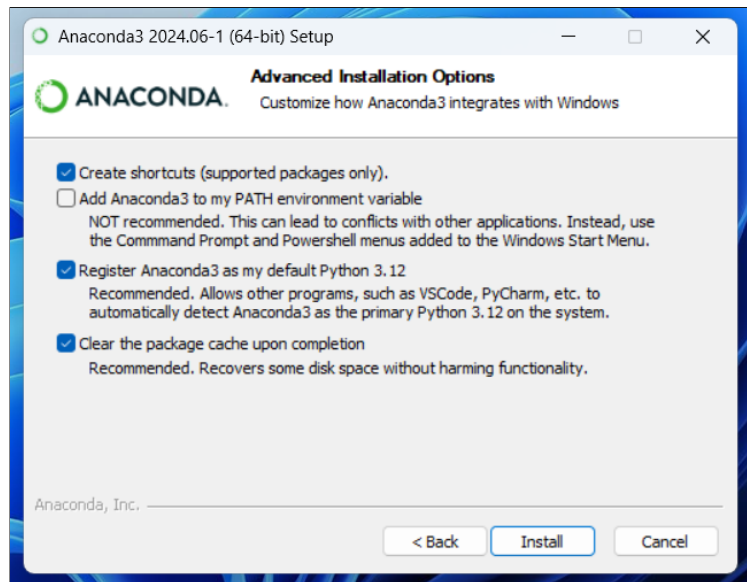 Anaconda3 2024.06-1 (64-bit) Setup
ANACONDA.
Advanced Installation Options
Customize how Anaconda3 integrates with Windows
Create shortcuts (supported packages only).
Add Anaconda3 to my PATH environment variable
NOT recommended. This can lead to conflicts with other applications. Instead, use
the Commmand Prompt and Powershell menus added to the Windows Start Menu.
Register Anaconda3 as my default Python 3.12
Recommended. Allows other programs, such as VSCode, PyCharm, etc. to
automatically detect Anaconda3 as the primary Python 3.12 on the system.
Clear the package cache upon completion
Recommended. Recovers some disk space without harming functionality.
Anaconda, Inc.
< Back
Install
Cancel